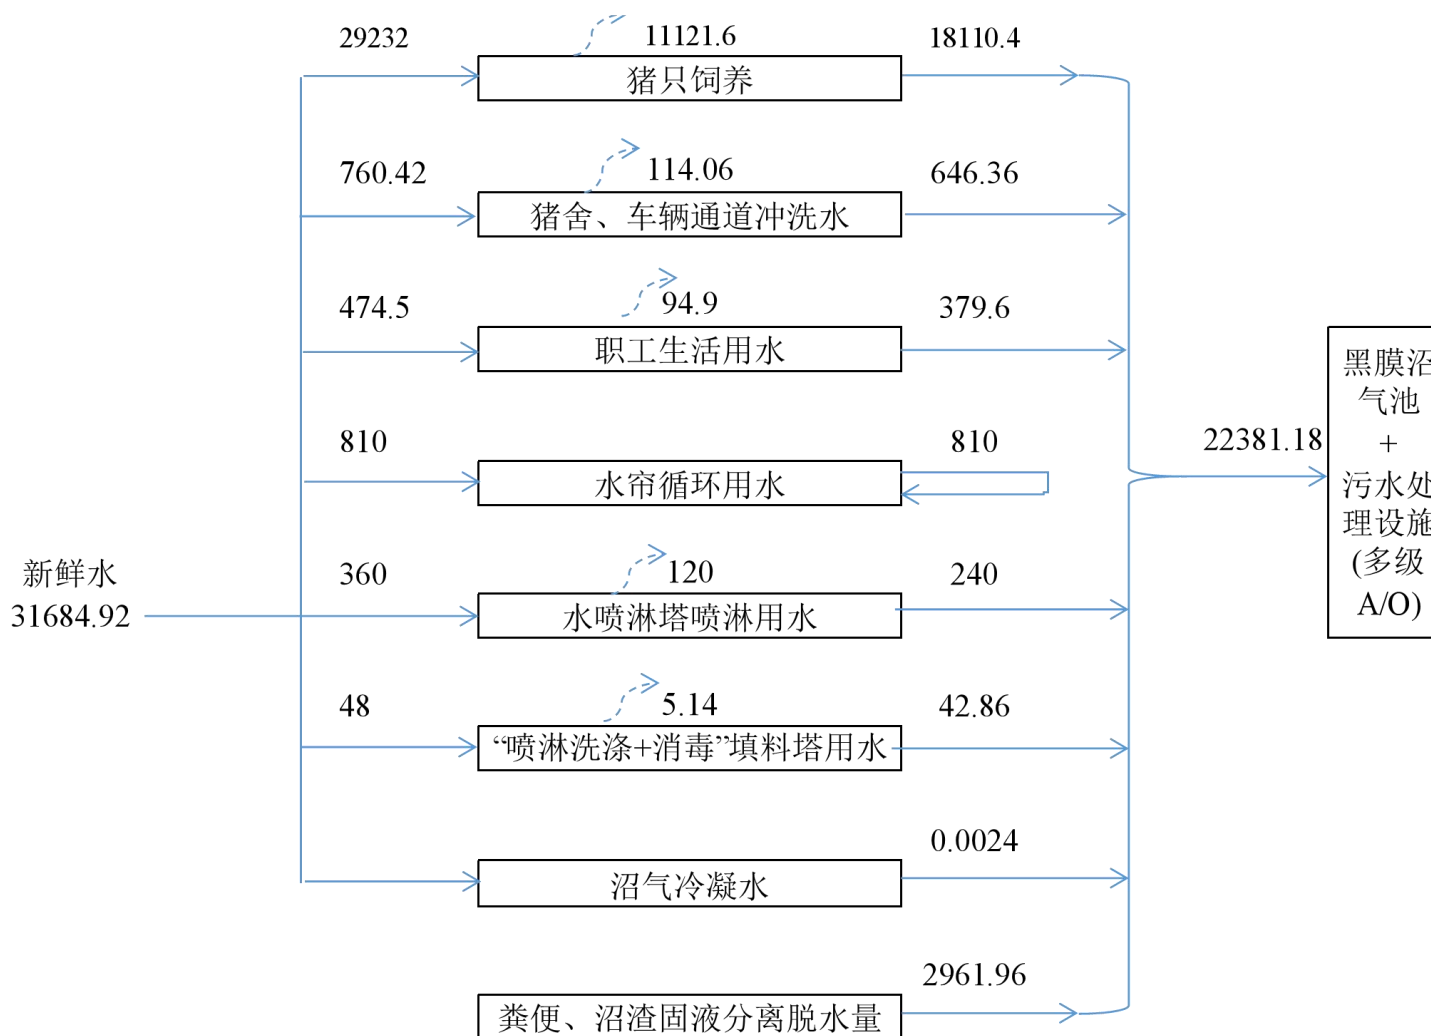 29232
11121.6
18110.4
猪只饲养
760.42
114.06
646.36
猪舍、车辆通道冲洗水
474.5
94.9
379.6
职工生活用水
810
810
水帘循环用水
新鲜水
31684.92
360
120
240
水喷淋塔喷淋用水
48
5.14
42.86
“喷淋洗涤+消毒”填料塔用水
0.0024
沼气冷凝水
2961.96
粪便、沼渣固液分离脱水量
22381.18
黑膜沼
气池
+
污水处
理设施
(多级
A/O)